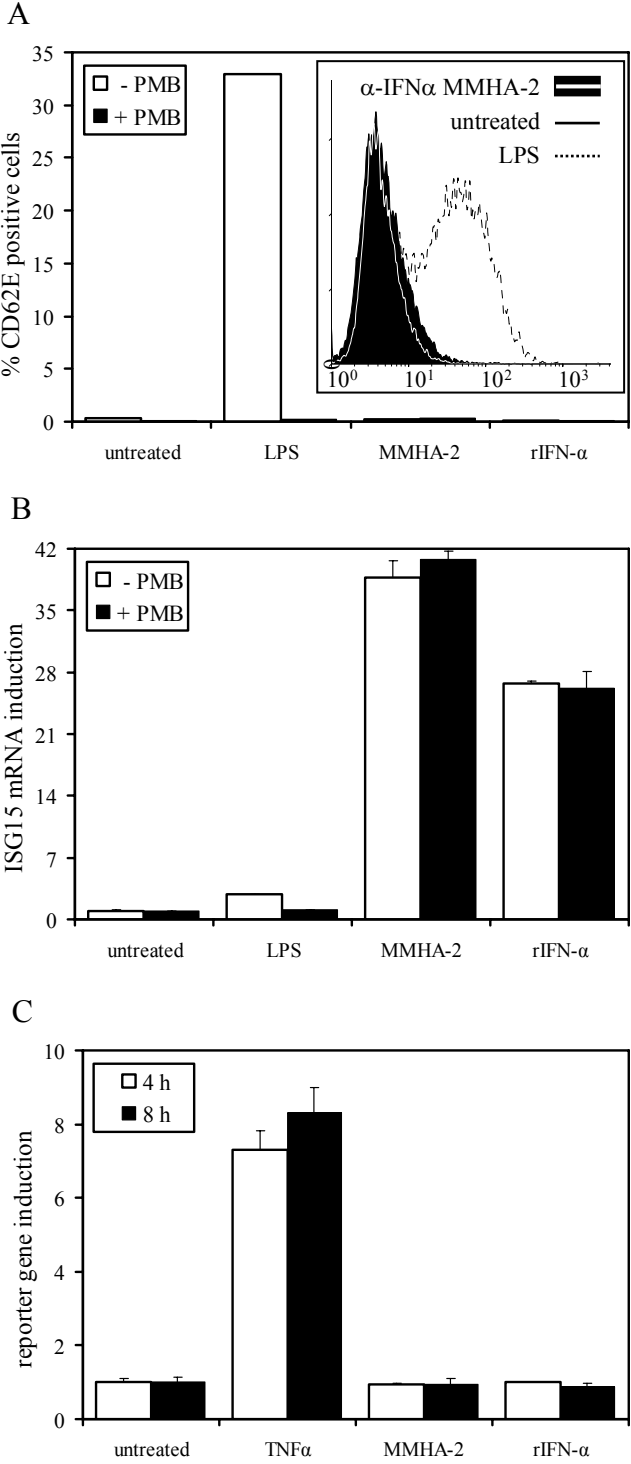 A
% CD62E positive cells
35
30
25
20
15
10
5
0
- PMB
+ PMB
α-IFNα MMHA-2
untreated
LPS
10⁰ 10¹ 10² 10³
untreated LPS MMHA-2 rIFN-α
B
ISG15 mRNA induction
42
35
28
21
14
7
0
- PMB
+ PMB
untreated LPS MMHA-2 rIFN-α
C
reporter gene induction
10
8
6
4
2
0
4 h
8 h
untreated TNFα MMHA-2 rIFN-α